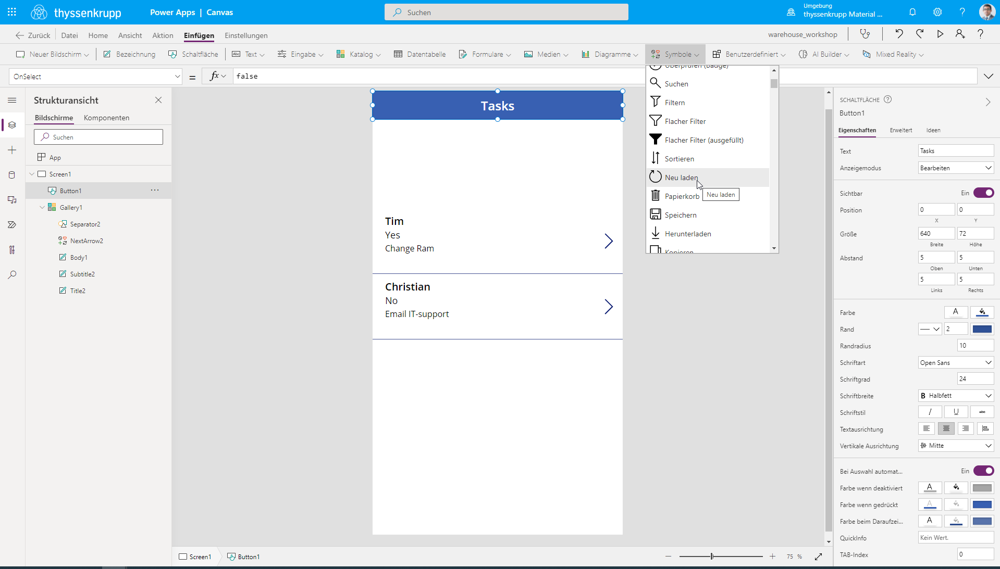 thyssenkrupp
Power Apps | Canvas
Suchen
Umgebung
thyssenkrupp Material ...
?
Zurück
Datei
Home
Ansicht
Aktion
Einfügen
Einstellungen
warehouse_workshop
?
Neuer Bildschirm
Bezeichnung
Schaltfläche
Abc Text
Eingabe
Katalog
Datentabelle
Formulare
Medien
Diagramme
Symbole
Benutzerdefiniert
AI Builder
Mixed Reality
OnSelect
=
fx
false
Überprüfen (Badge)
Suchen
Filtern
Flacher Filter
Flacher Filter (ausgefüllt)
Sortieren
Neu laden
Papierkorb
Neu laden
Speichern
Herunterladen
Kopieren
Strukturansicht
Bildschirme
Komponenten
Suchen
App
Screen1
Button1
...
Gallery1
Separator2
NextArrow2
Body1
Subtitle2
Title2
Tasks
Tim
Yes
Change Ram
Christian
No
Email IT-support
SCHALTFLÄCHE ?
Button1
Eigenschaften
Erweitert
Ideen
Text
Tasks
Anzeigemodus
Bearbeiten
Sichtbar
Ein
Position
0
0
X
Y
Größe
640
72
Breite
Höhe
Abstand
5
5
Oben
Unten
5
5
Links
Rechts
Farbe
A
Rand
2
Randradius
10
Schriftart
Open Sans
Schriftgrad
24
Schriftbreite
B Halbfett
Schriftstil
/
U
abc
Textausrichtung
Vertikale Ausrichtung
Mitte
Bei Auswahl automat...
Ein
Farbe wenn deaktiviert
A
Farbe wenn gedrückt
A
Farbe beim Daraufzei...
A
QuickInfo
Kein Wert.
TAB-Index
0
Screen1
Button1
75 %